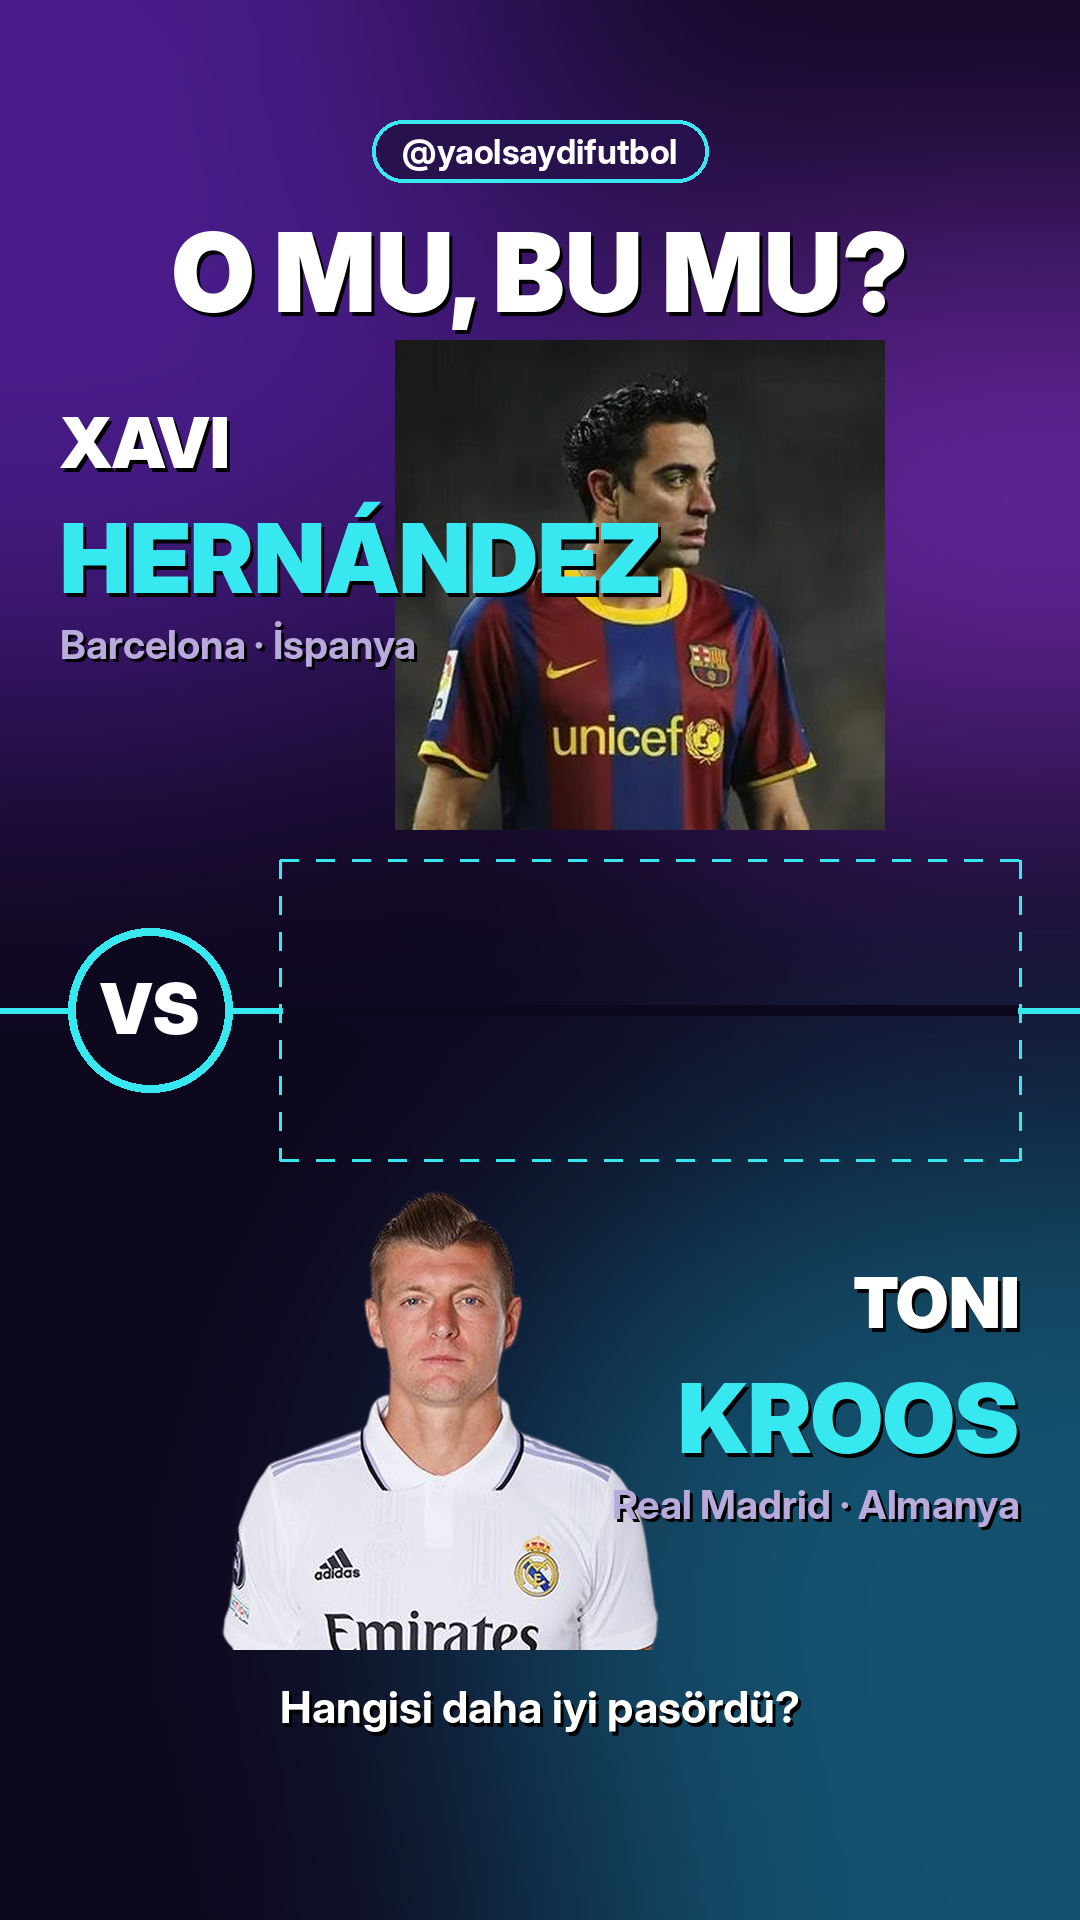 @yaolsaydifutbol
O MU, BU MU?
XAVI
HERNÁNDEZ
Barcelona · İspanya
unicef
VS
TONI
KROOS
Real Madrid · Almanya
adidas
Emirates
Hangisi daha iyi pasördü?